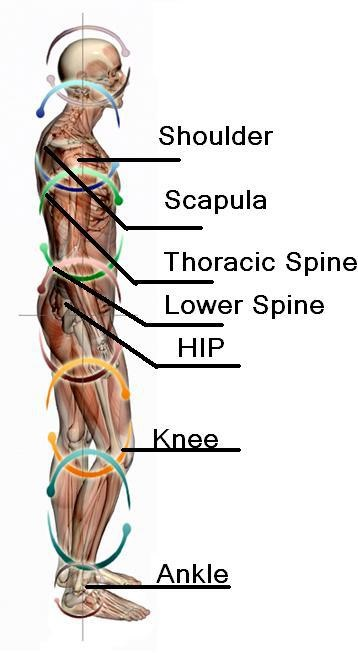 Shoulder
Scapula
Thoracic Spine
Lower Spine
HIP
Knee
Ankle